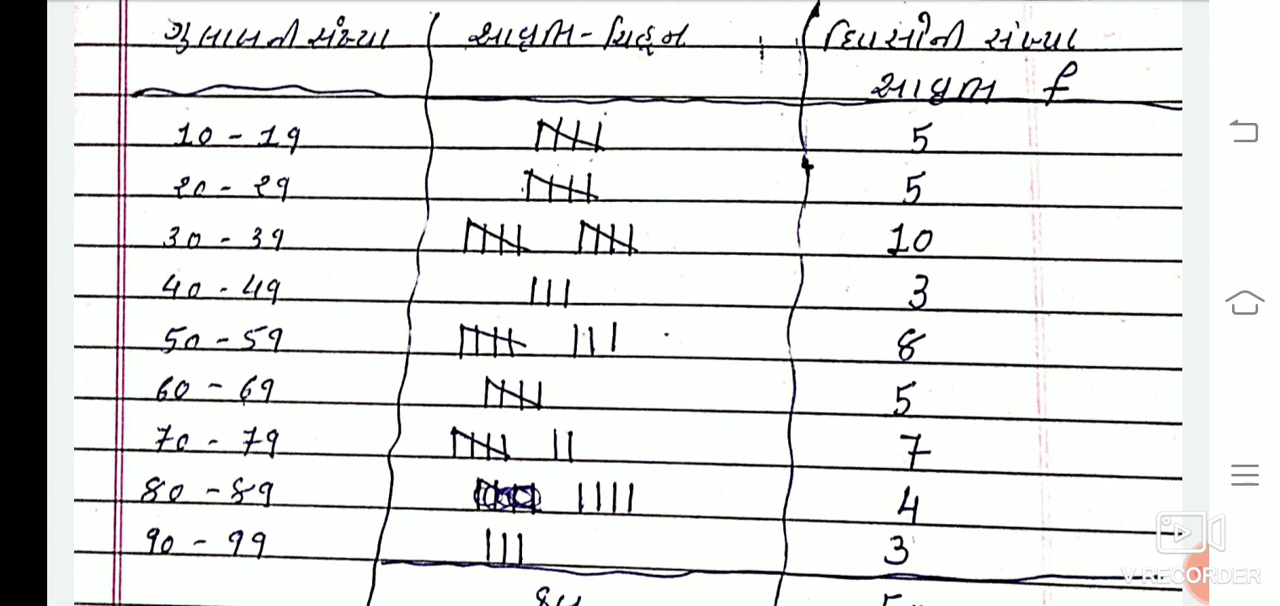 ગુલાબની સંખ્યા આવૃત્તિ-ચિહ્ન દિવસોની સંખ્યા
આવૃત્તિ f
10 - 19 5
20 - 29 5
30 - 39 10
40 - 49 3
50 - 59 8
60 - 69 5
70 - 79 7
80 - 89 4
90 - 99 3
V RECORDER